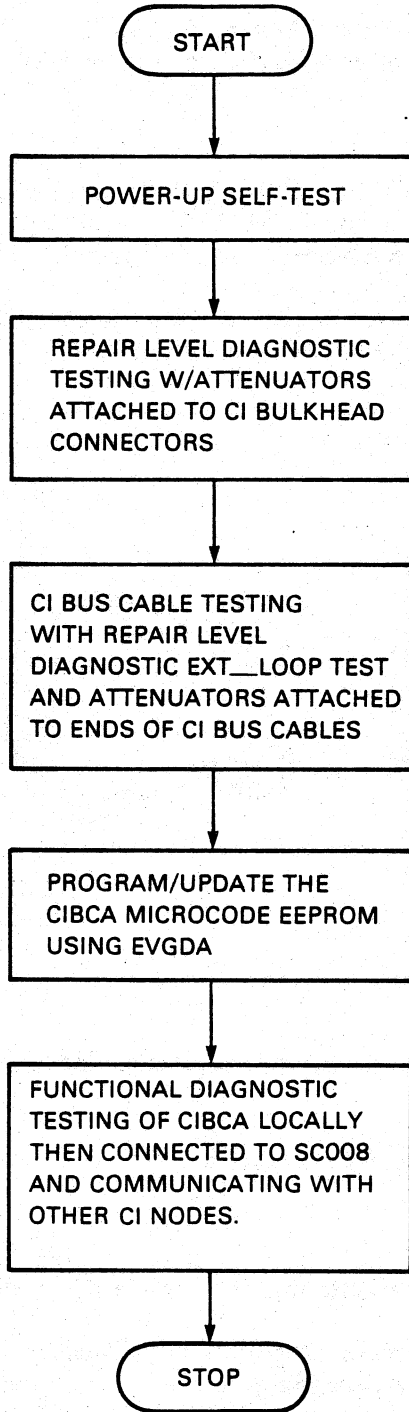 START
POWER-UP SELF-TEST
REPAIR LEVEL DIAGNOSTIC
TESTING W/ATTENUATORS
ATTACHED TO CI BULKHEAD
CONNECTORS
CI BUS CABLE TESTING
WITH REPAIR LEVEL
DIAGNOSTIC EXT__LOOP TEST
AND ATTENUATORS ATTACHED
TO ENDS OF CI BUS CABLES
PROGRAM/UPDATE THE
CIBCA MICROCODE EEPROM
USING EVGDA
FUNCTIONAL DIAGNOSTIC
TESTING OF CIBCA LOCALLY
THEN CONNECTED TO SC008
AND COMMUNICATING WITH
OTHER CI NODES.
STOP